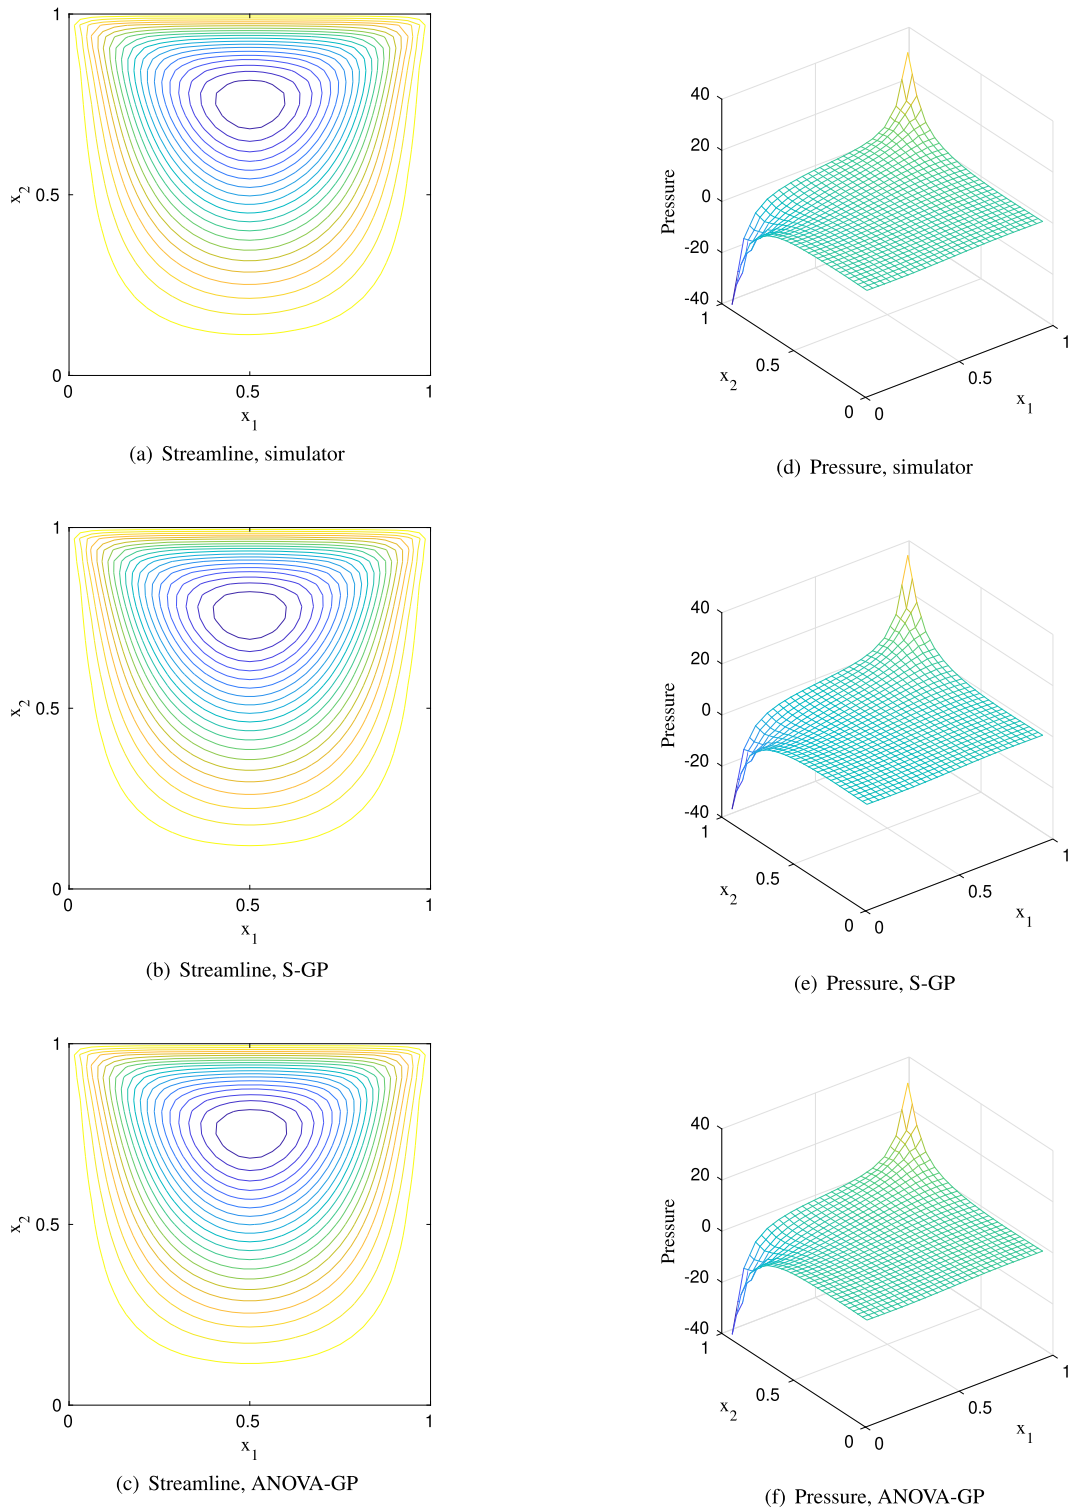 1
x2
0.5
0
0
0.5
1
x1
(a) Streamline, simulator
40
20
0
-20
-40
Pressure
1
0.5
0
x2
0
0.5
1
x1
(d) Pressure, simulator
1
x2
0.5
0
0
0.5
1
x1
(b) Streamline, S-GP
40
20
0
-20
-40
Pressure
1
0.5
0
x2
0
0.5
1
x1
(e) Pressure, S-GP
1
x2
0.5
0
0
0.5
1
x1
(c) Streamline, ANOVA-GP
40
20
0
-20
-40
Pressure
1
0.5
0
x2
0
0.5
1
x1
(f) Pressure, ANOVA-GP